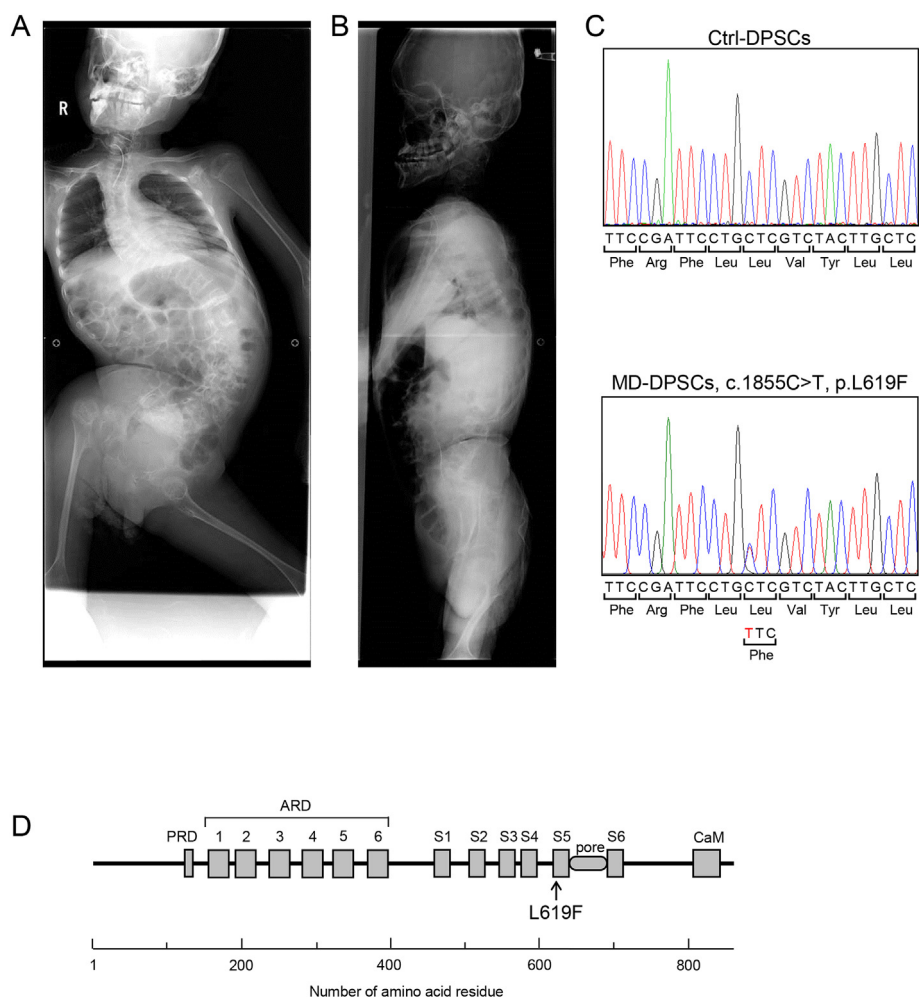 A
R
B
C
Ctrl-DPSCs
TTCCGATTCCTGCTCGTCTACTTGCTC
Phe Arg Phe Leu Leu Val Tyr Leu Leu
MD-DPSCs, c.1855C>T, p.L619F
TTCCGATTCCTGCTCGTCTACTTGCTC
Phe Arg Phe Leu Leu Val Tyr Leu Leu
TTC
Phe
D
ARD
PRD 1 2 3 4 5 6 S1 S2 S3 S4 S5 pore S6 CaM
L619F
1 200 400 600 800
Number of amino acid residue